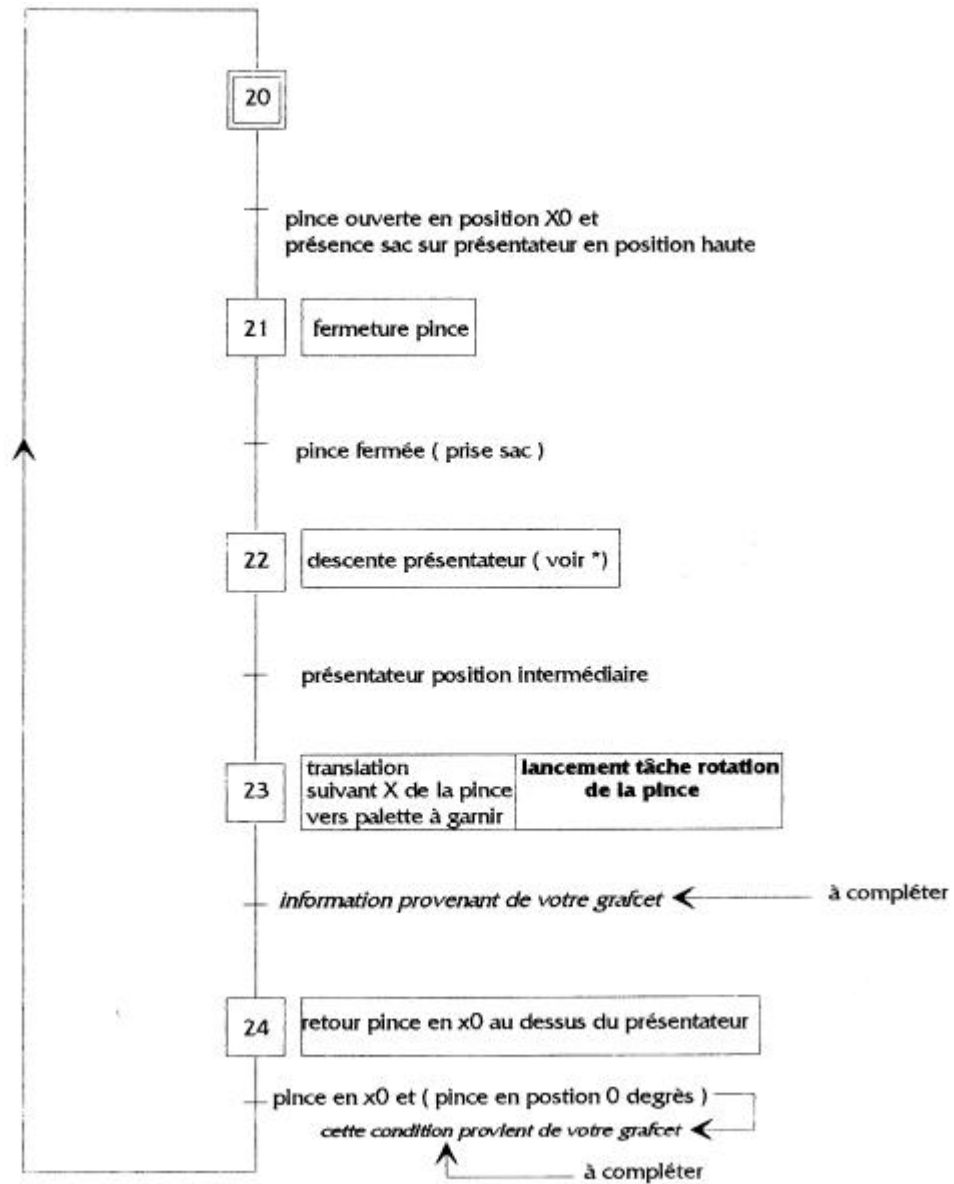 20
pince ouverte en position X0 et
présence sac sur présentateur en position haute
21
fermeture pince
pince fermée ( prise sac )
22
descente présentateur ( voir *)
présentateur position intermédiaire
23
translation
suivant X de la pince
vers palette à garnir
lancement tâche rotation
de la pince
information provenant de votre grafcet
à compléter
24
retour pince en x0 au dessus du présentateur
pince en x0 et ( pince en postion 0 degrès )
cette condition provient de votre grafcet
à compléter